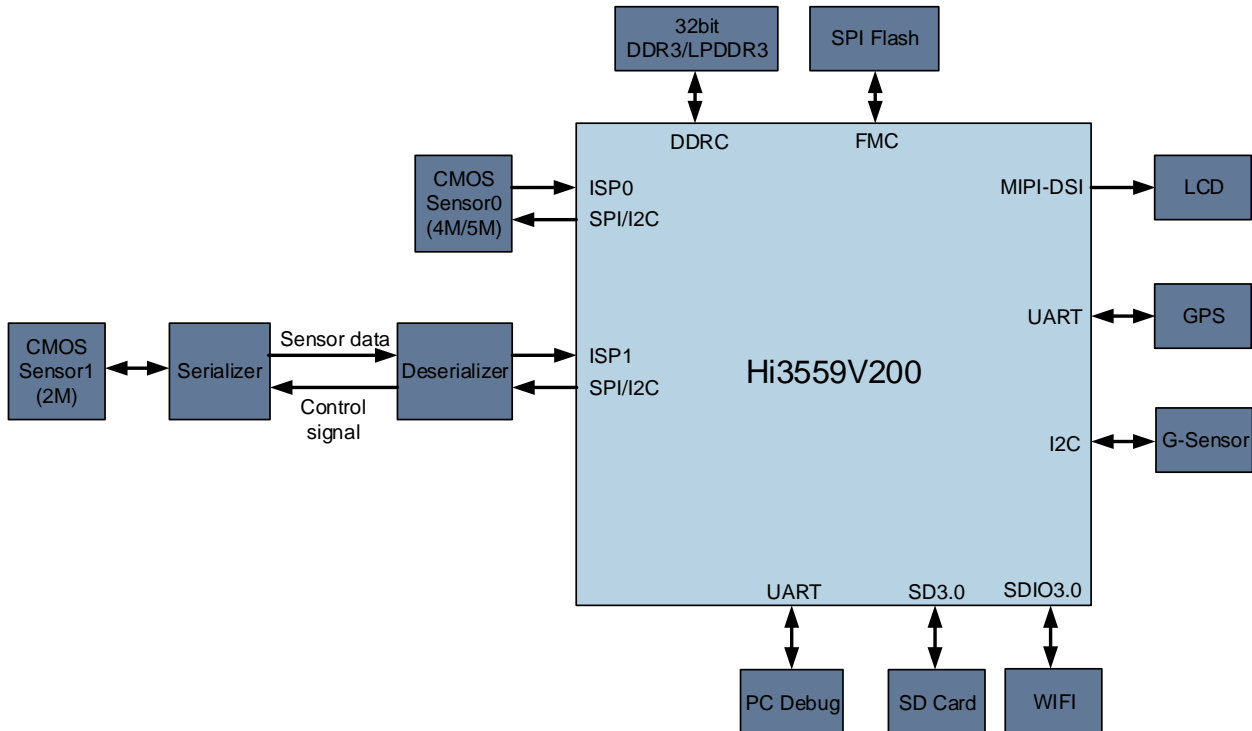 32bit
DDR3/LPDDR3
SPI Flash
DDRC
FMC
CMOS
Sensor0
(4M/5M)
ISP0
SPI/I2C
MIPI-DSI
LCD
UART
GPS
CMOS
Sensor1
(2M)
Serializer
Sensor data
Control
signal
Deserializer
ISP1
SPI/I2C
Hi3559V200
I2C
G-Sensor
UART
SD3.0
SDIO3.0
PC Debug
SD Card
WIFI